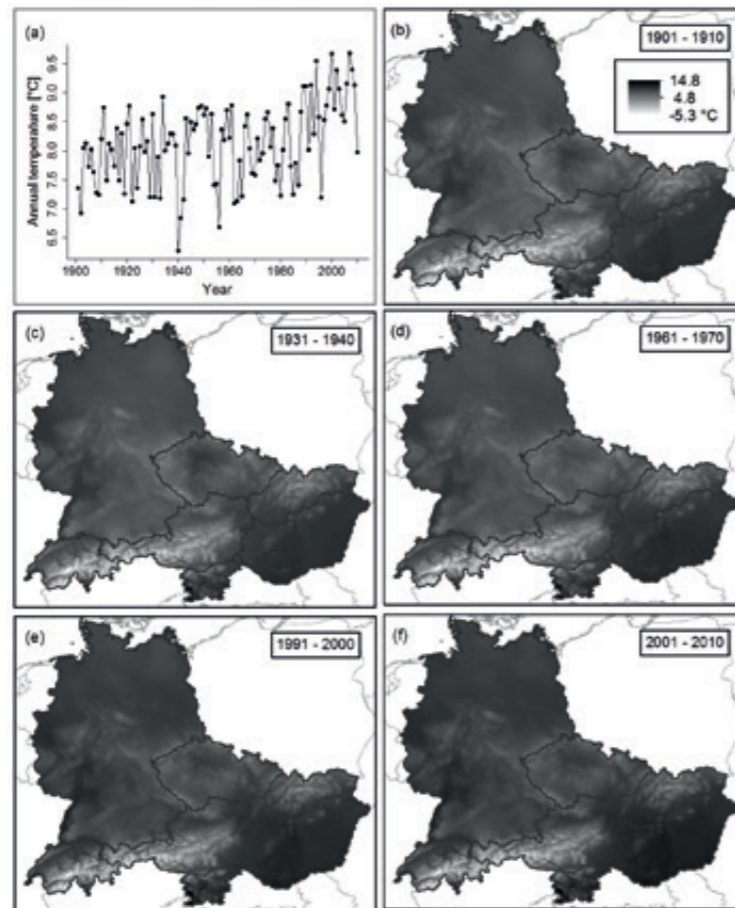 (a)
Annual temperature [°C]
9.5
9.0
8.5
8.0
7.5
7.0
6.5
1900
1920
1940
1960
1980
2000
Year
(b)
1901 - 1910
14.8
4.8
-5.3 °C
(c)
1931 - 1940
(d)
1961 - 1970
(e)
1991 - 2000
(f)
2001 - 2010